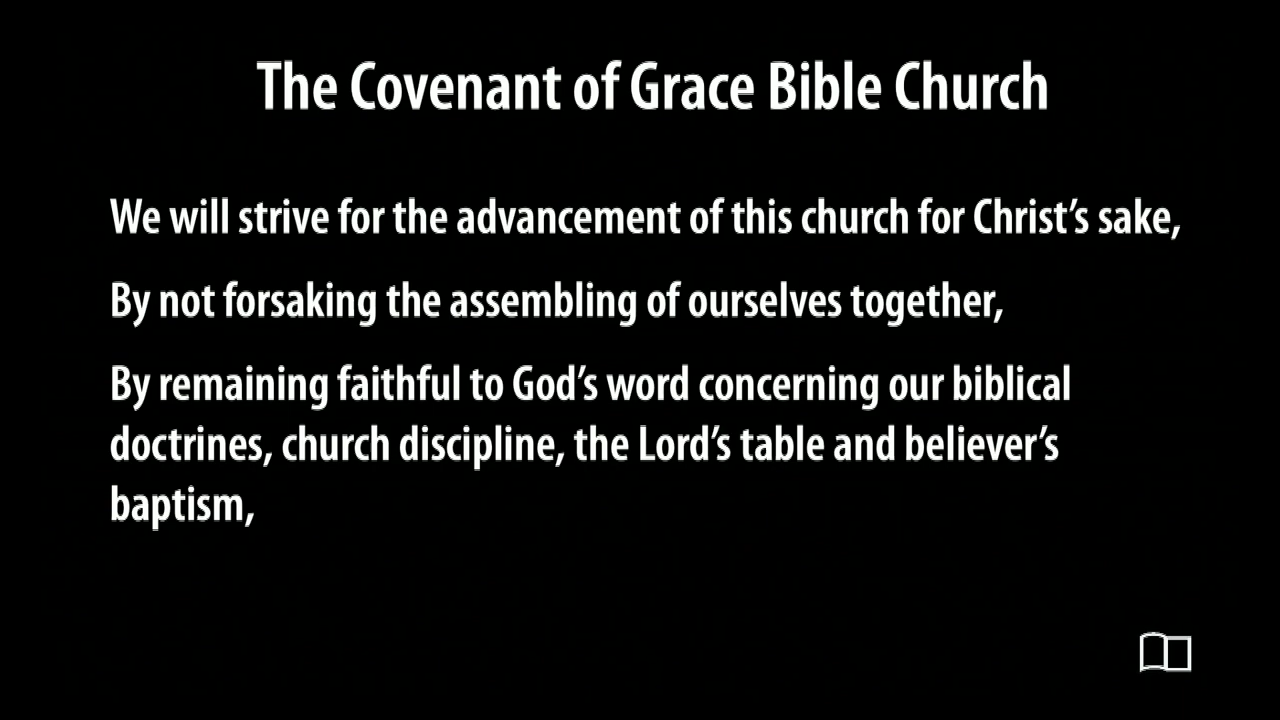 The Covenant of Grace Bible Church
We will strive for the advancement of this church for Christ’s sake,
By not forsaking the assembling of ourselves together,
By remaining faithful to God’s word concerning our biblical
doctrines, church discipline, the Lord’s table and believer’s
baptism,